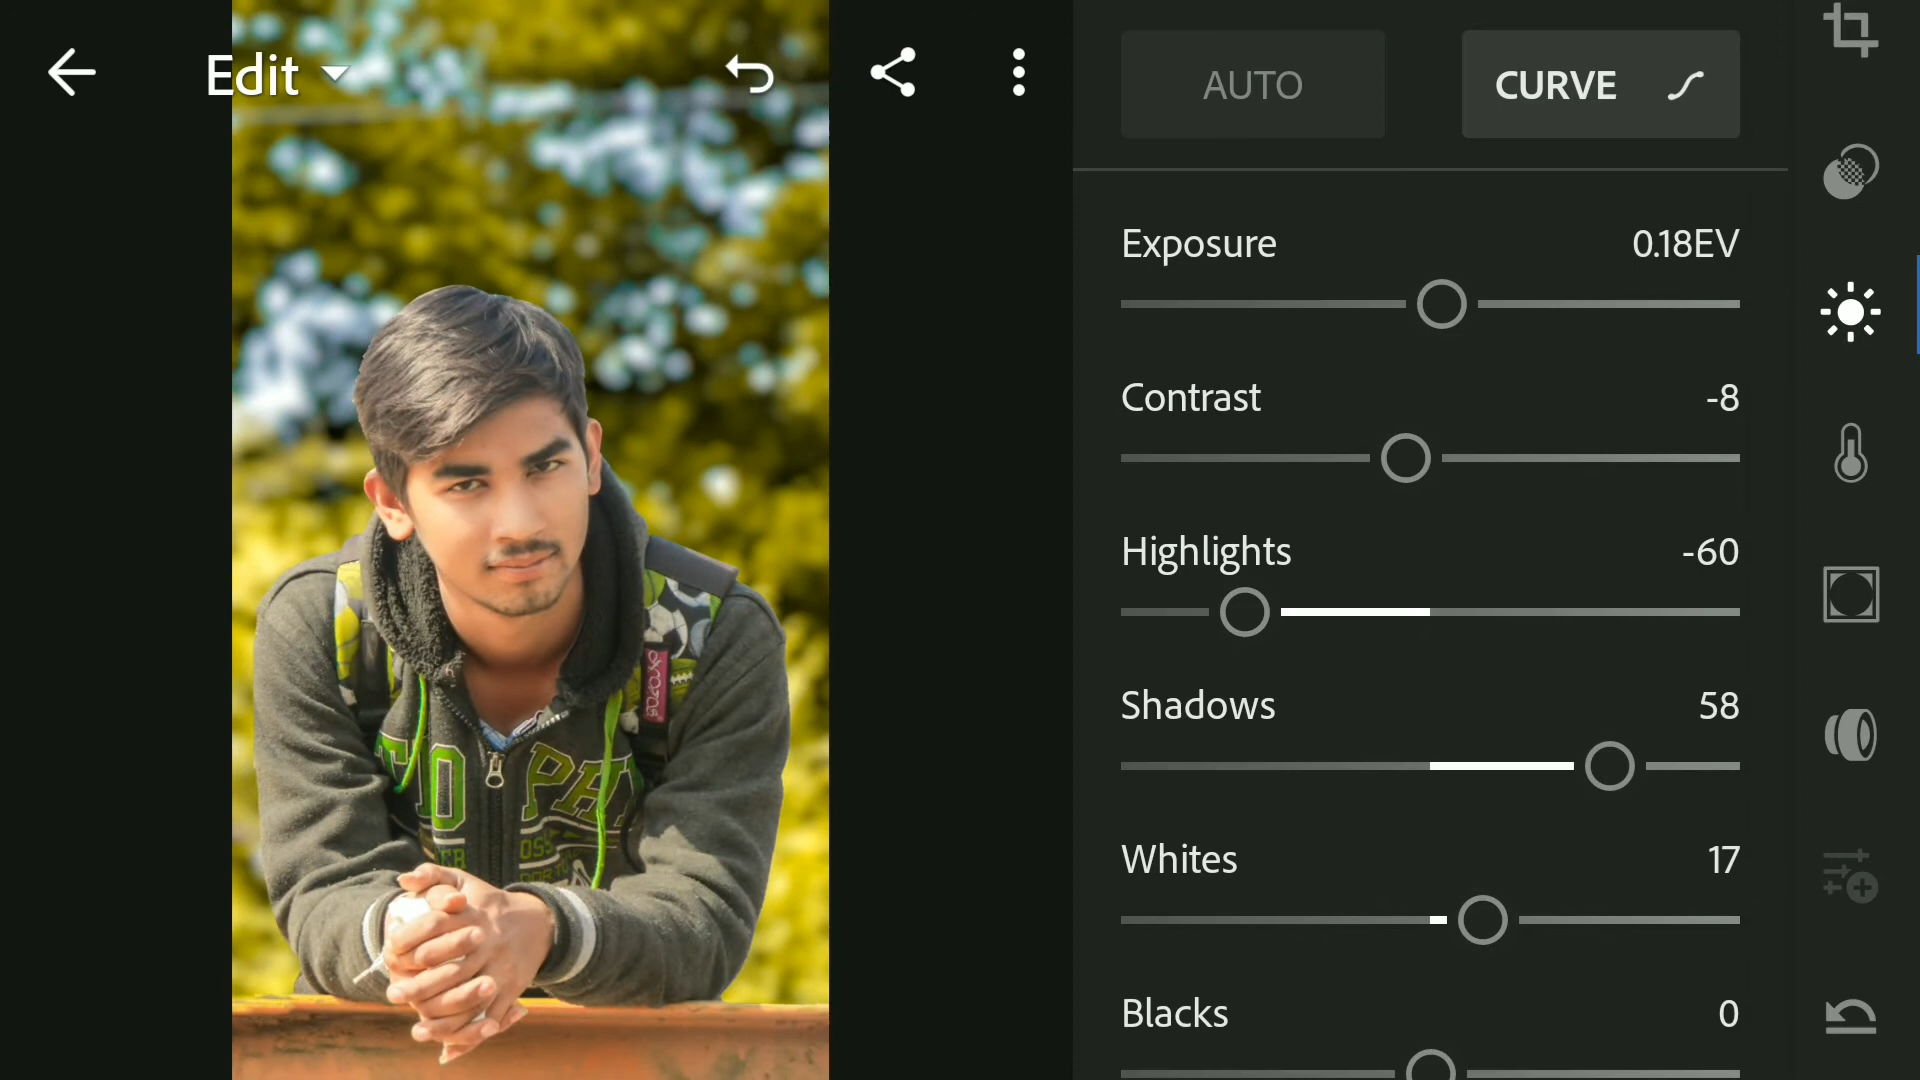 Edit
AUTO
CURVE
Exposure 0.18EV
Contrast -8
Highlights -60
Shadows 58
Whites 17
Blacks 0